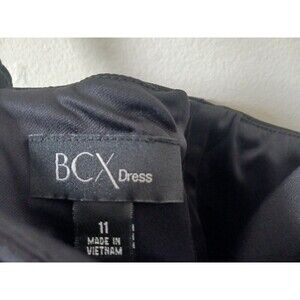 BCX Dress
11
MADE IN
VIETNAM